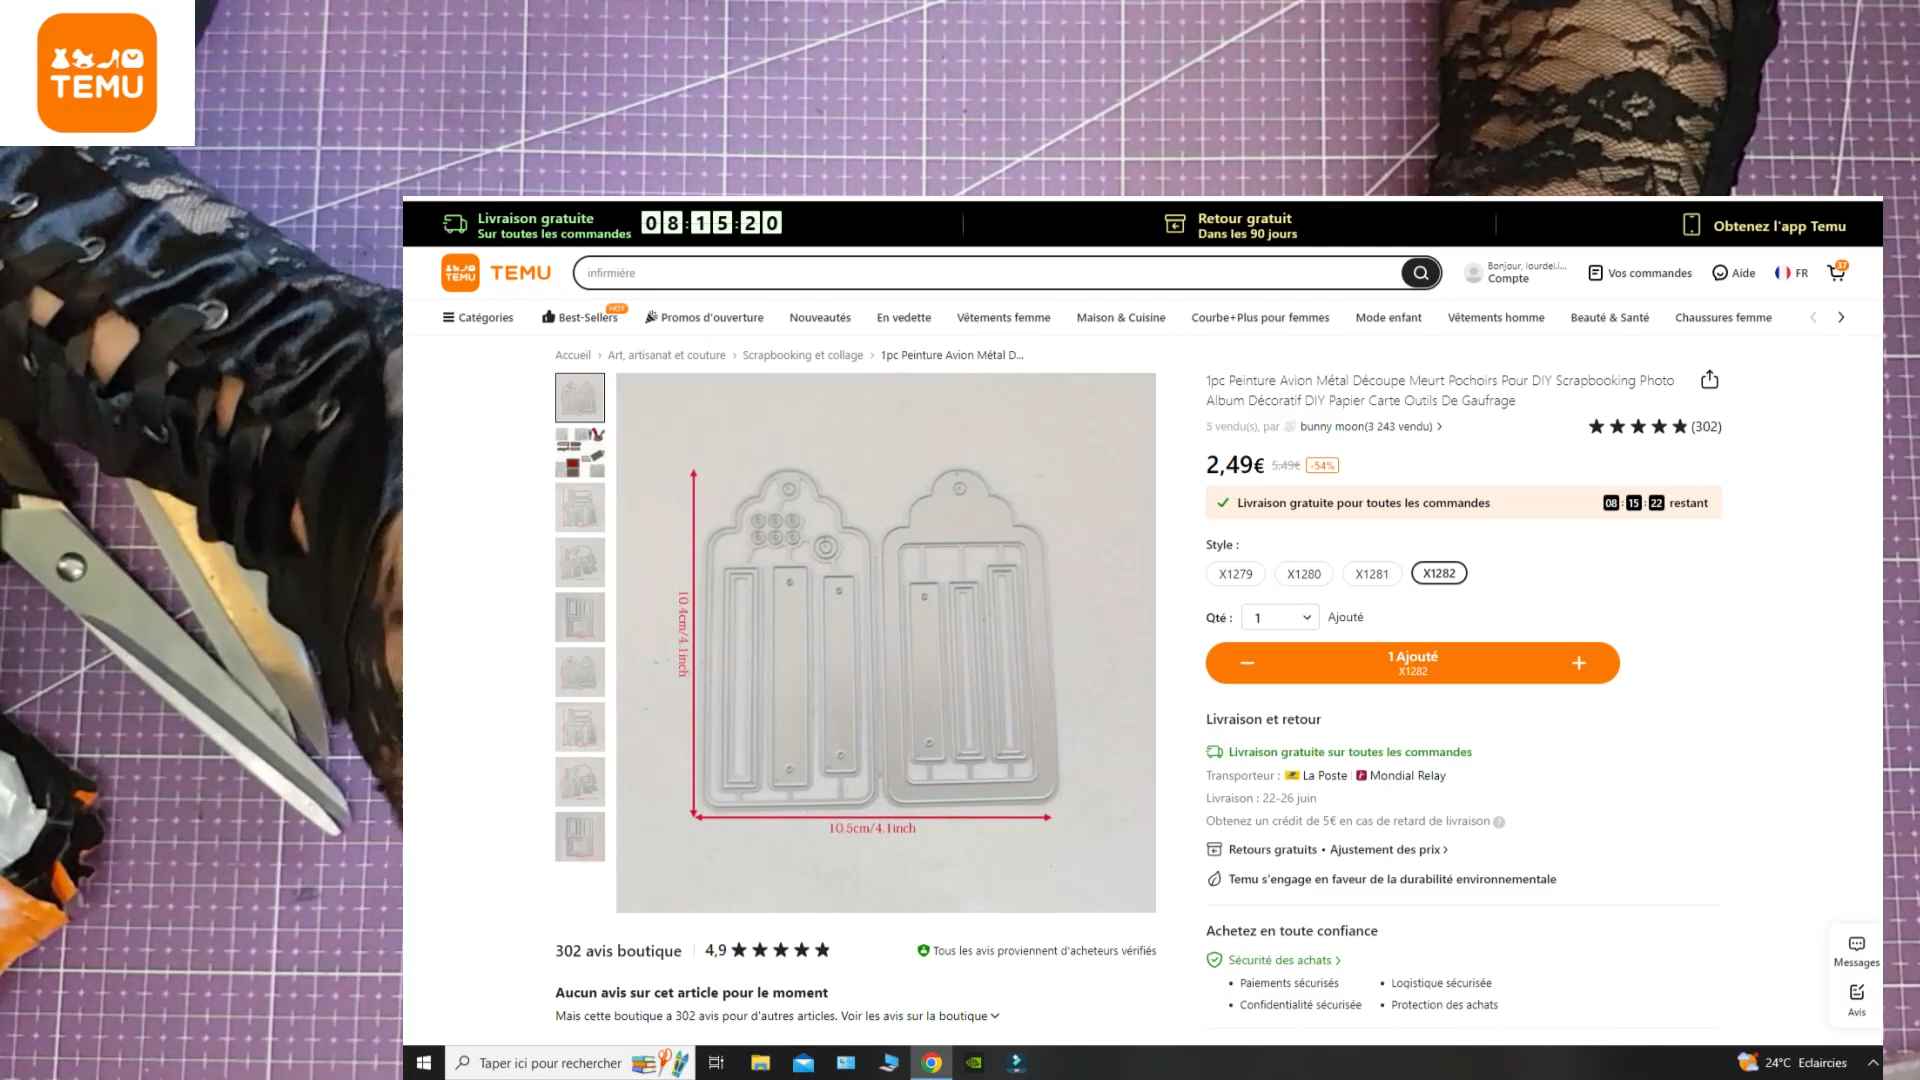 TEMU
Livraison gratuite
Sur toutes les commandes
08:15:20
Retour gratuit
Dans les 90 jours
Obtenez l'app Temu
TEMU
TEMU
infirmière
Bonjour, lourdel.i...
Compte
Vos commandes
Aide
FR
37
Catégories
Best-Sellers
HOT
Promos d'ouverture
Nouveautés
En vedette
Vêtements femme
Maison & Cuisine
Courbe+Plus pour femmes
Mode enfant
Vêtements homme
Beauté & Santé
Chaussures femme
Accueil > Art, artisanat et couture > Scrapbooking et collage > 1pc Peinture Avion Métal D...
10.4cm/4.1inch
10.5cm/4.1inch
1pc Peinture Avion Métal Découpe Meurt Pochoirs Pour DIY Scrapbooking Photo
Album Décoratif DIY Papier Carte Outils De Gaufrage
5 vendu(s), par bunny moon(3 243 vendu) >
(302)
2,49€ 5,49€ -54%
Livraison gratuite pour toutes les commandes
08:15:22 restant
Style :
X1279
X1280
X1281
X1282
Qté : 1 Ajouté
− 1 Ajouté +
X1282
Livraison et retour
Livraison gratuite sur toutes les commandes
Transporteur : La Poste | Mondial Relay
Livraison : 22-26 juin
Obtenez un crédit de 5€ en cas de retard de livraison ?
Retours gratuits • Ajustement des prix >
Temu s'engage en faveur de la durabilité environnementale
Achetez en toute confiance
Sécurité des achats >
• Paiements sécurisés
• Logistique sécurisée
• Confidentialité sécurisée
• Protection des achats
302 avis boutique | 4,9
Tous les avis proviennent d'acheteurs vérifiés
Aucun avis sur cet article pour le moment
Mais cette boutique a 302 avis pour d'autres articles. Voir les avis sur la boutique
Messages
Avis
Taper ici pour rechercher
24°C Eclaircies